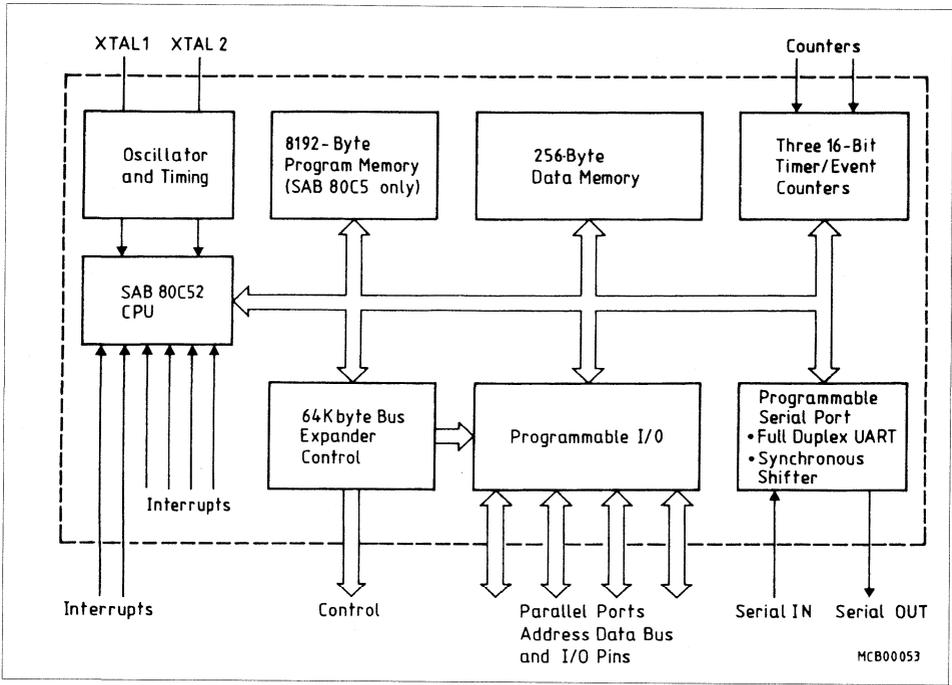 XTAL1 XTAL 2
Counters
Oscillator
and Timing
8192-Byte
Program Memory
(SAB 80C5 only)
256-Byte
Data Memory
Three 16-Bit
Timer/Event
Counters
SAB 80C52
CPU
64Kbyte Bus
Expander
Control
Programmable I/O
Programmable
Serial Port
• Full Duplex UART
• Synchronous
Shifter
Interrupts
Interrupts
Control
Parallel Ports
Address Data Bus
and I/O Pins
Serial IN
Serial OUT
MCB00053